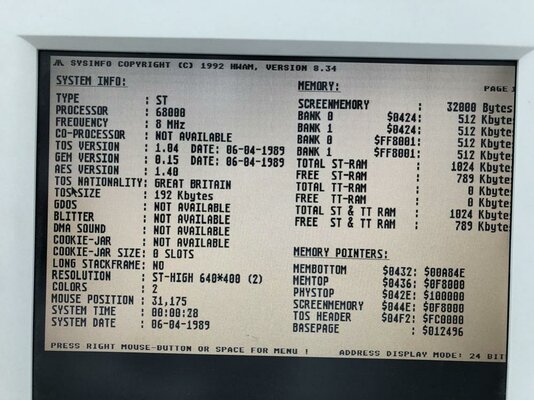 SYSINFO COPYRIGHT (C) 1992 HWAM, VERSION 8.34
SYSTEM INFO:
TYPE : ST
PROCESSOR : 68000
FREQUENCY : 8 MHz
CO-PROCESSOR : NOT AVAILABLE
TOS VERSION : 1.04 DATE: 06-04-1989
GEM VERSION : 0.15 DATE: 06-04-1989
AES VERSION : 1.40
TOS NATIONALITY: GREAT BRITAIN
TOS SIZE : 192 Kbytes
GDOS : NOT AVAILABLE
BLITTER : NOT AVAILABLE
DMA SOUND : NOT AVAILABLE
COOKIE-JAR : NOT AVAILABLE
COOKIE-JAR SIZE: 0 SLOTS
LONG STACKFRAME: NO
RESOLUTION : ST-HIGH 640*400 (2)
COLORS : 2
MOUSE POSITION : 31,175
SYSTEM TIME : 00:00:28
SYSTEM DATE : 06-04-1989
MEMORY: PAGE 1
SCREENMEMORY : 32000 Bytes
BANK 0 $0424: 512 Kbytes
BANK 1 $0424: 512 Kbytes
BANK 0 $FF8001: 512 Kbytes
BANK 1 $FF8001: 512 Kbytes
TOTAL ST-RAM : 1024 Kbytes
FREE ST-RAM : 789 Kbytes
TOTAL TT-RAM : 0 Kbytes
FREE TT-RAM : 0 Kbytes
TOTAL ST & TT RAM : 1024 Kbytes
FREE ST & TT RAM : 789 Kbytes
MEMORY POINTERS:
MEMBOTTOM $0432: $00A84E
MEMTOP $0436: $0F8000
PHYSTOP $042E: $100000
SCREENMEMORY $044E: $0F8000
TOS HEADER $04F2: $FC0000
BASEPAGE : $012496
PRESS RIGHT MOUSE-BUTTON OR SPACE FOR MENU ! ADDRESS DISPLAY MODE: 24 BIT